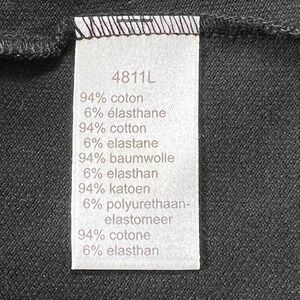 4811L
94% coton
6% élasthane
94% cotton
6% elastane
94% baumwolle
6% elasthan
94% katoen
6% polyurethaan-
elastomeer
94% cotone
6% elasthan